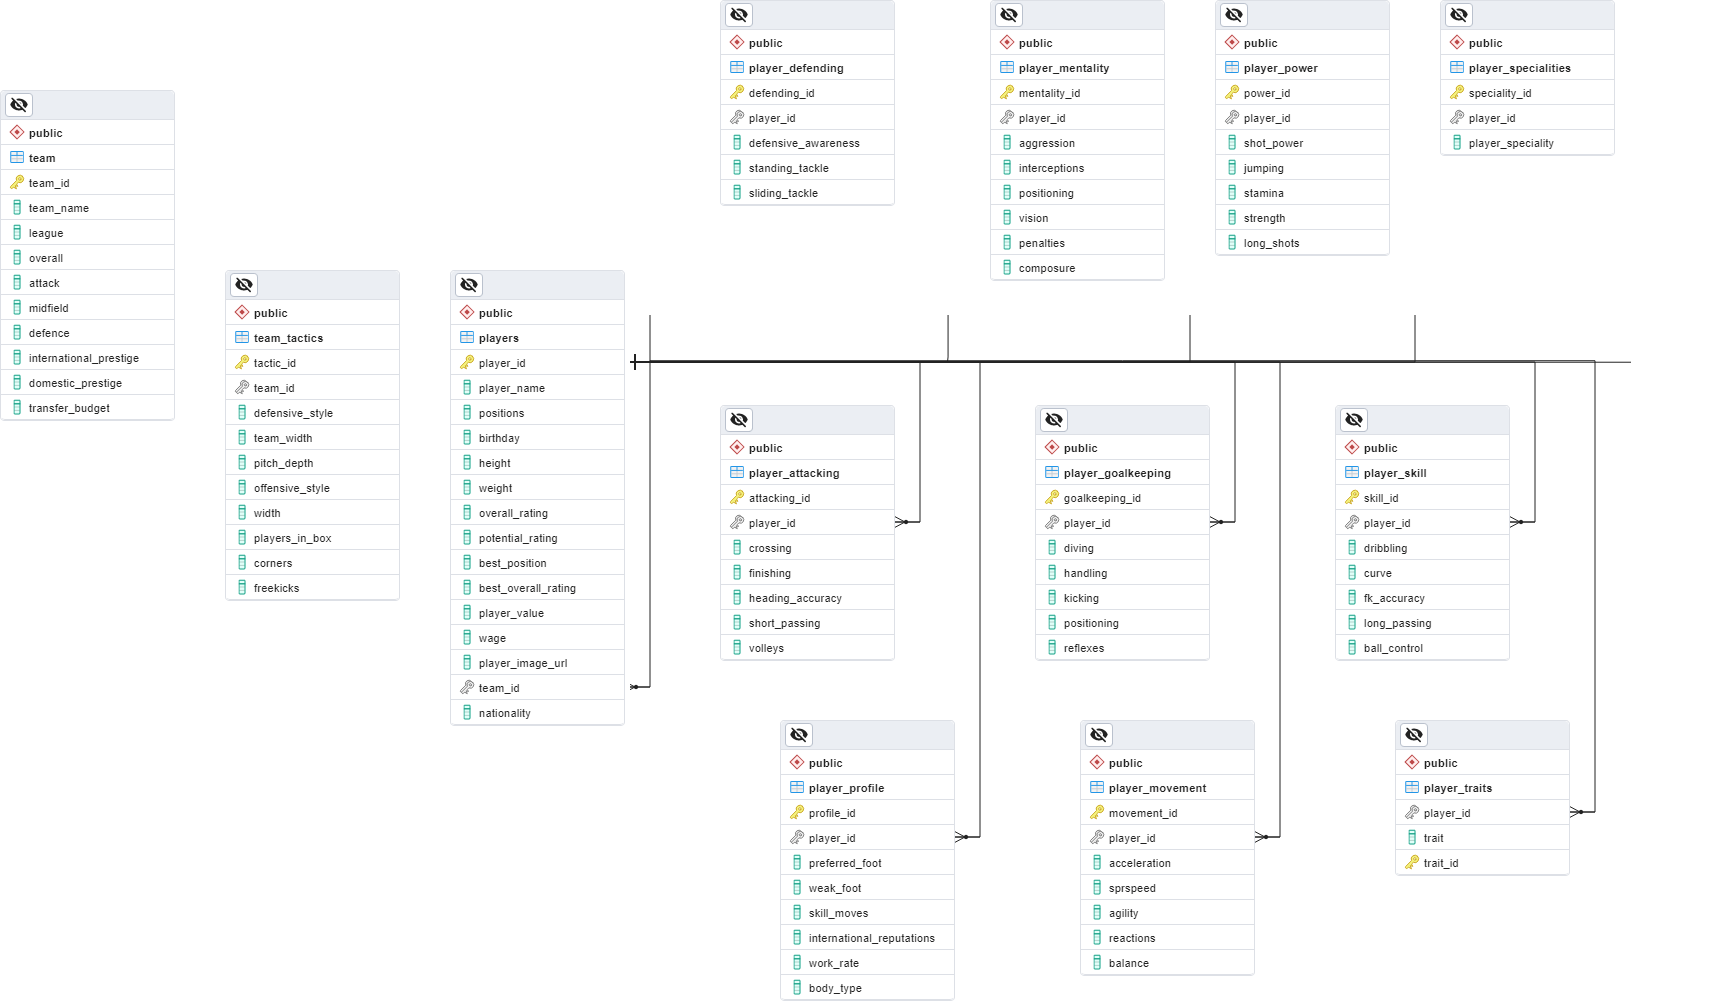 public
team
team_id
team_name
league
overall
attack
midfield
defence
international_prestige
domestic_prestige
transfer_budget
public
team_tactics
tactic_id
team_id
defensive_style
team_width
pitch_depth
offensive_style
width
players_in_box
corners
freekicks
public
players
player_id
player_name
positions
birthday
height
weight
overall_rating
potential_rating
best_position
best_overall_rating
player_value
wage
player_image_url
team_id
nationality
public
player_defending
defending_id
player_id
defensive_awareness
standing_tackle
sliding_tackle
public
player_mentality
mentality_id
player_id
aggression
interceptions
positioning
vision
penalties
composure
public
player_power
power_id
player_id
shot_power
jumping
stamina
strength
long_shots
public
player_specialities
speciality_id
player_id
player_speciality
public
player_attacking
attacking_id
player_id
crossing
finishing
heading_accuracy
short_passing
volleys
public
player_goalkeeping
goalkeeping_id
player_id
diving
handling
kicking
positioning
reflexes
public
player_skill
skill_id
player_id
dribbling
curve
fk_accuracy
long_passing
ball_control
public
player_profile
profile_id
player_id
preferred_foot
weak_foot
skill_moves
international_reputations
work_rate
body_type
public
player_movement
movement_id
player_id
acceleration
sprspeed
agility
reactions
balance
public
player_traits
player_id
trait
trait_id